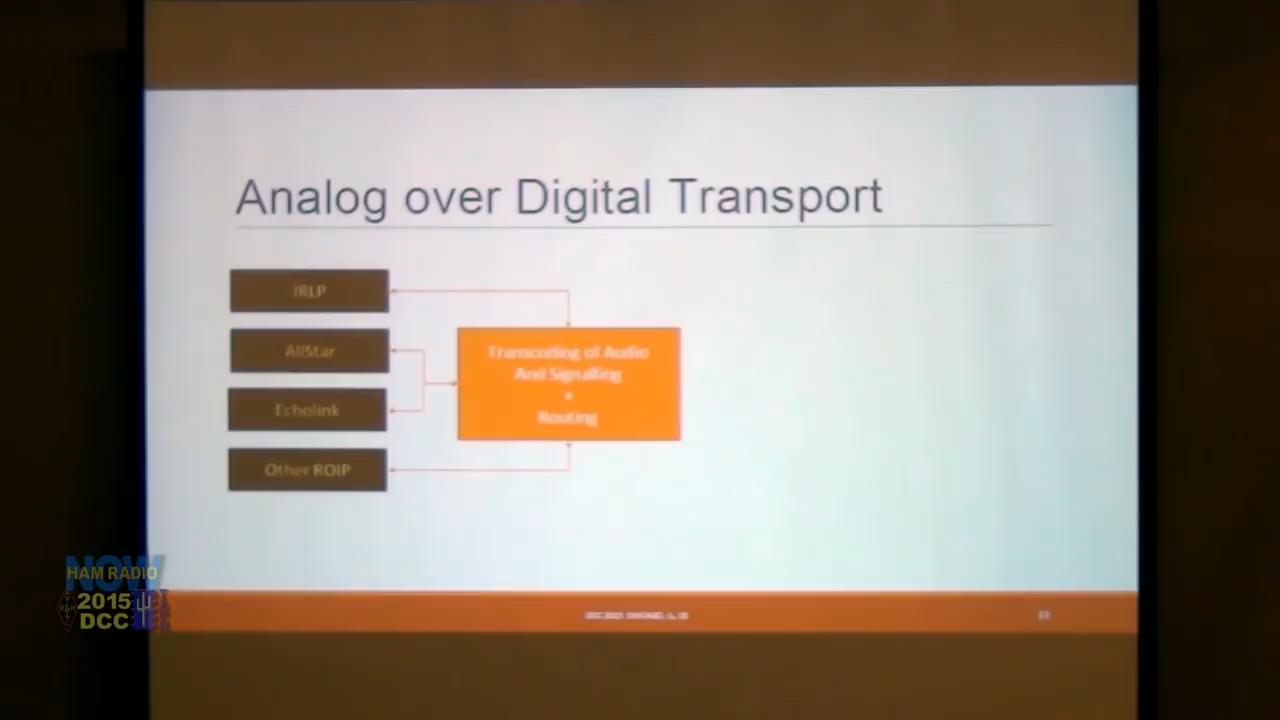 Analog over Digital Transport
IRLP
AllStar
Echolink
Other ROIP
Transcoding of Audio
And Signalling
+
Routing
NOW
HAM RADIO
2015
DCC